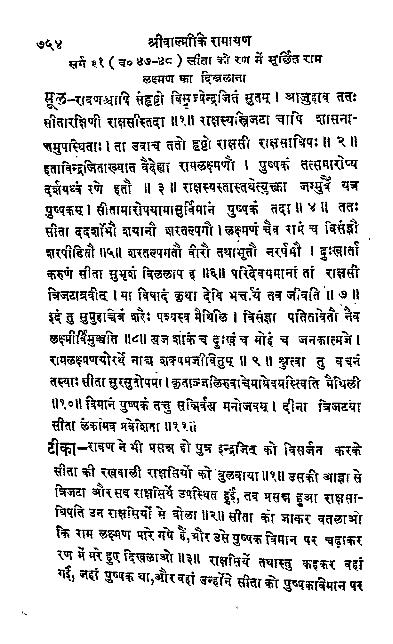 ७५४ श्रीवाल्मीकि रामायण
सर्ग २१ ( व० ४७-४८ ) सीता को रण में मूर्छित राम
लक्ष्मण का दिखलाना
मूल-रावणश्चापि संहृष्टो विसृज्येन्द्रजितं सुतम् । आजुहाव ततः
सीतारक्षिणी राक्षसीस्तदा ॥१॥ राक्षस्यस्त्रिजटा चापि शासना-
त्तमुपस्थिताः । ता उवाच ततो हृष्टो राक्षसी राक्षसाधिपः ॥ २ ॥
हताविन्द्रजिताख्यात वैदेह्या रामलक्ष्मणौ । पुष्पकं तत्समारोप्य
दर्शयध्वं रणे हतौ ॥ ३ ॥ राक्षस्यस्तास्तथेत्युक्त्वा जग्मुर्वै यत्र
पुष्पकम् । सीतामारोपयामासुर्विमानं पुष्पकं तदा ॥ ४ ॥ ततः
सीता ददर्शोभौ शयानौ शरतल्पगौ । लक्ष्मणं चैव रामं च विसंज्ञौ
शरपीडितौ ॥५॥ शरतल्पगतौ वीरौ तथाभूतौ नरर्षभौ । दुःखार्ता
करुणं सीता सुभृशं विललाप ह ॥६॥ परिदेवयमानां तां राक्षसी
त्रिजटाब्रवीत् । मा विषादं कृथा देवि भर्तायं तव जीवति ॥ ७ ॥
इदं तु सुमहच्चित्रं शरैः पश्यस्व मैथिलि । विसंज्ञौ पतितावेतौ नैव
लक्ष्मीर्विमुञ्चति ॥८॥ त्यज शोकं च दुःखं च मोहं च जनकात्मजे ।
रामलक्ष्मणयोरर्थे नाद्य शक्यमजीवितुम् ॥ ९ ॥ श्रुत्वा तु वचनं
तस्याः सीता सुरसुतोपमा । कृताञ्जलिरुवाचेमामेवमस्त्विति मैथिली
॥१०॥ विमानं पुष्पकं तत्तु सन्निवर्त्य मनोजवम् । दीना त्रिजटया
सीता लंकामेव प्रवेशिता ॥११॥
टीका-रावण ने भी प्रसन्न हो पुत्र इन्द्रजित् को विसर्जन करके
सीता की रखवाली राक्षसियों को बुलवाया ॥१॥ उसकी आज्ञा से
त्रिजटा और सब राक्षसियें उपस्थित हुईं, तब प्रसन्न हुआ राक्षसा-
धिपति उन राक्षसियों से बोला ॥२॥ सीता को जाकर बतलाओ
कि राम लक्ष्मण मारे गये हैं, और उसे पुष्पक विमान पर चढ़ाकर
रण में मरे हुए दिखलाओ ॥३॥ राक्षसियें तथास्तु कहकर वहां
गईं, जहां पुष्पक था, और वहां उन्होंने सीता को पुष्पकविमान पर